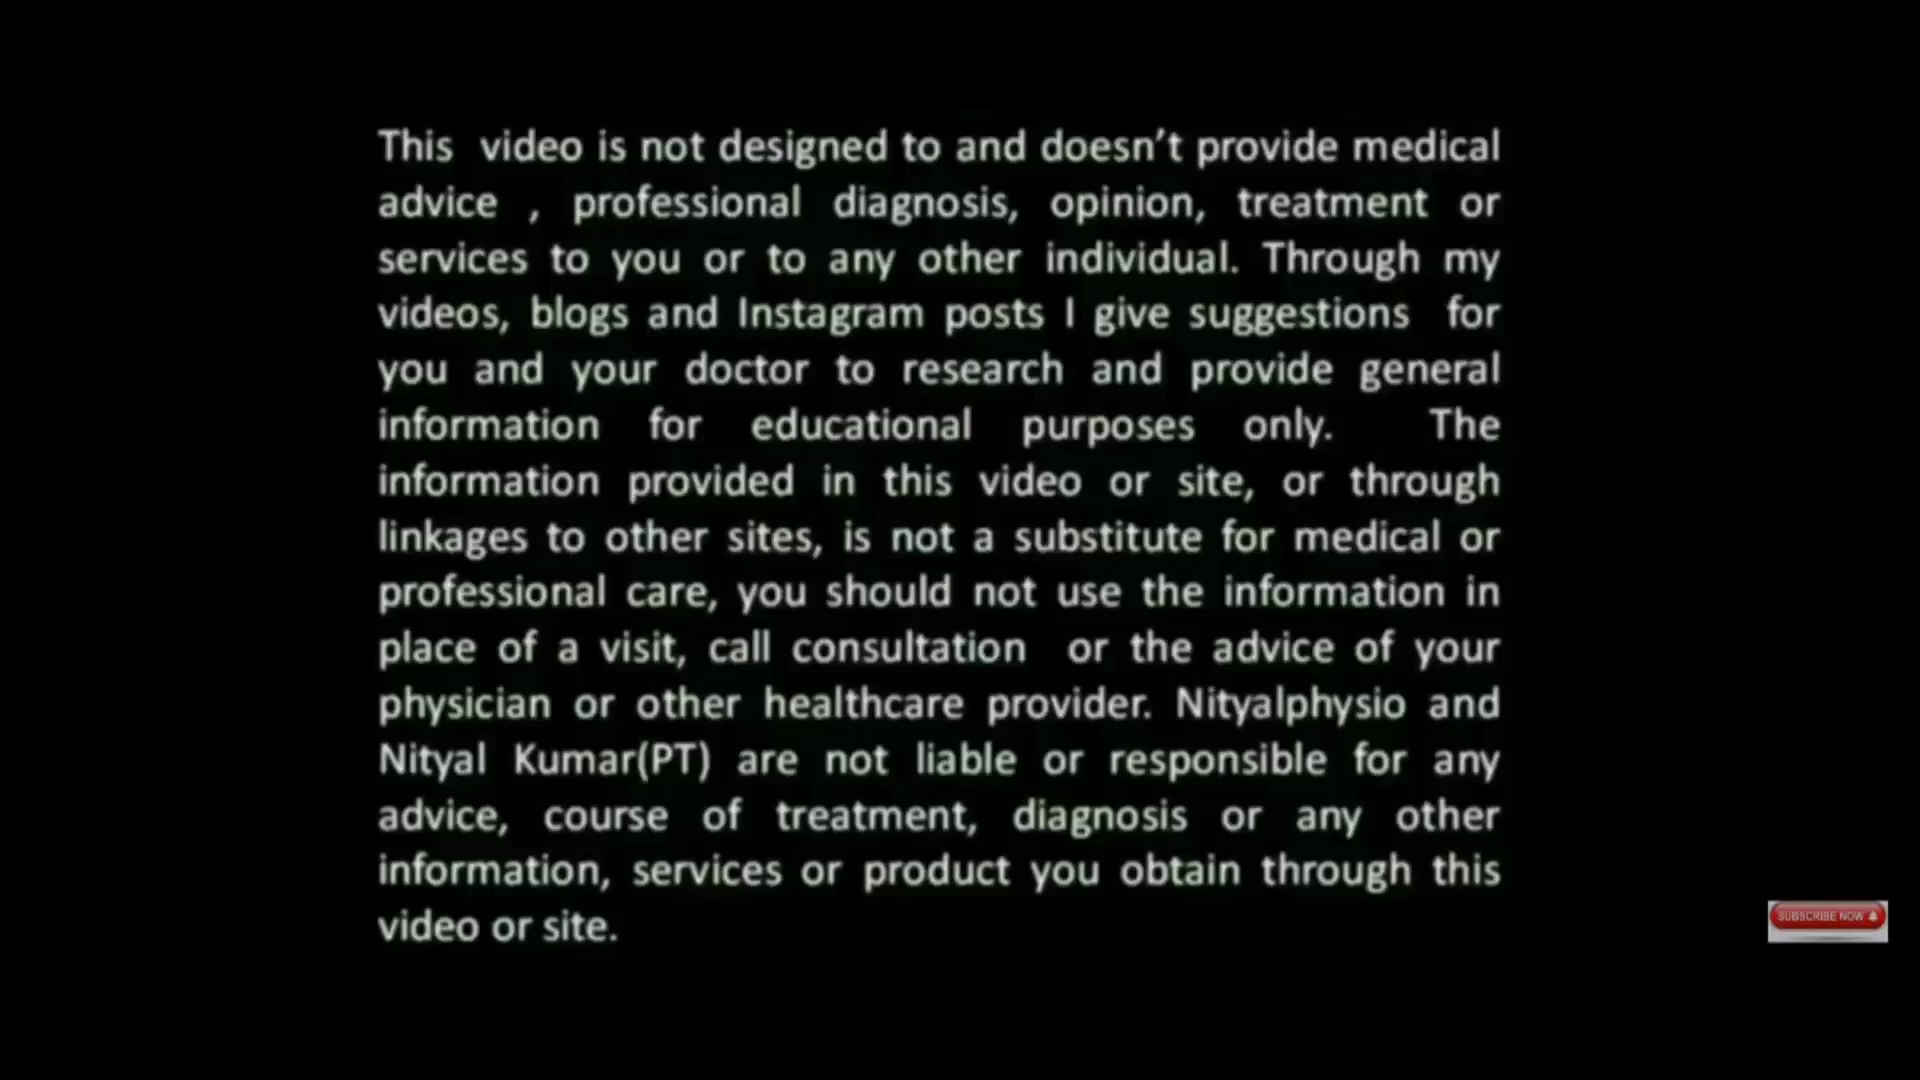 This video is not designed to and doesn't provide medical
advice , professional diagnosis, opinion, treatment or
services to you or to any other individual. Through my
videos, blogs and Instagram posts I give suggestions for
you and your doctor to research and provide general
information for educational purposes only. The
information provided in this video or site, or through
linkages to other sites, is not a substitute for medical or
professional care, you should not use the information in
place of a visit, call consultation or the advice of your
physician or other healthcare provider. Nityalphysio and
Nityal Kumar(PT) are not liable or responsible for any
advice, course of treatment, diagnosis or any other
information, services or product you obtain through this
video or site.
SUBSCRIBE NOW